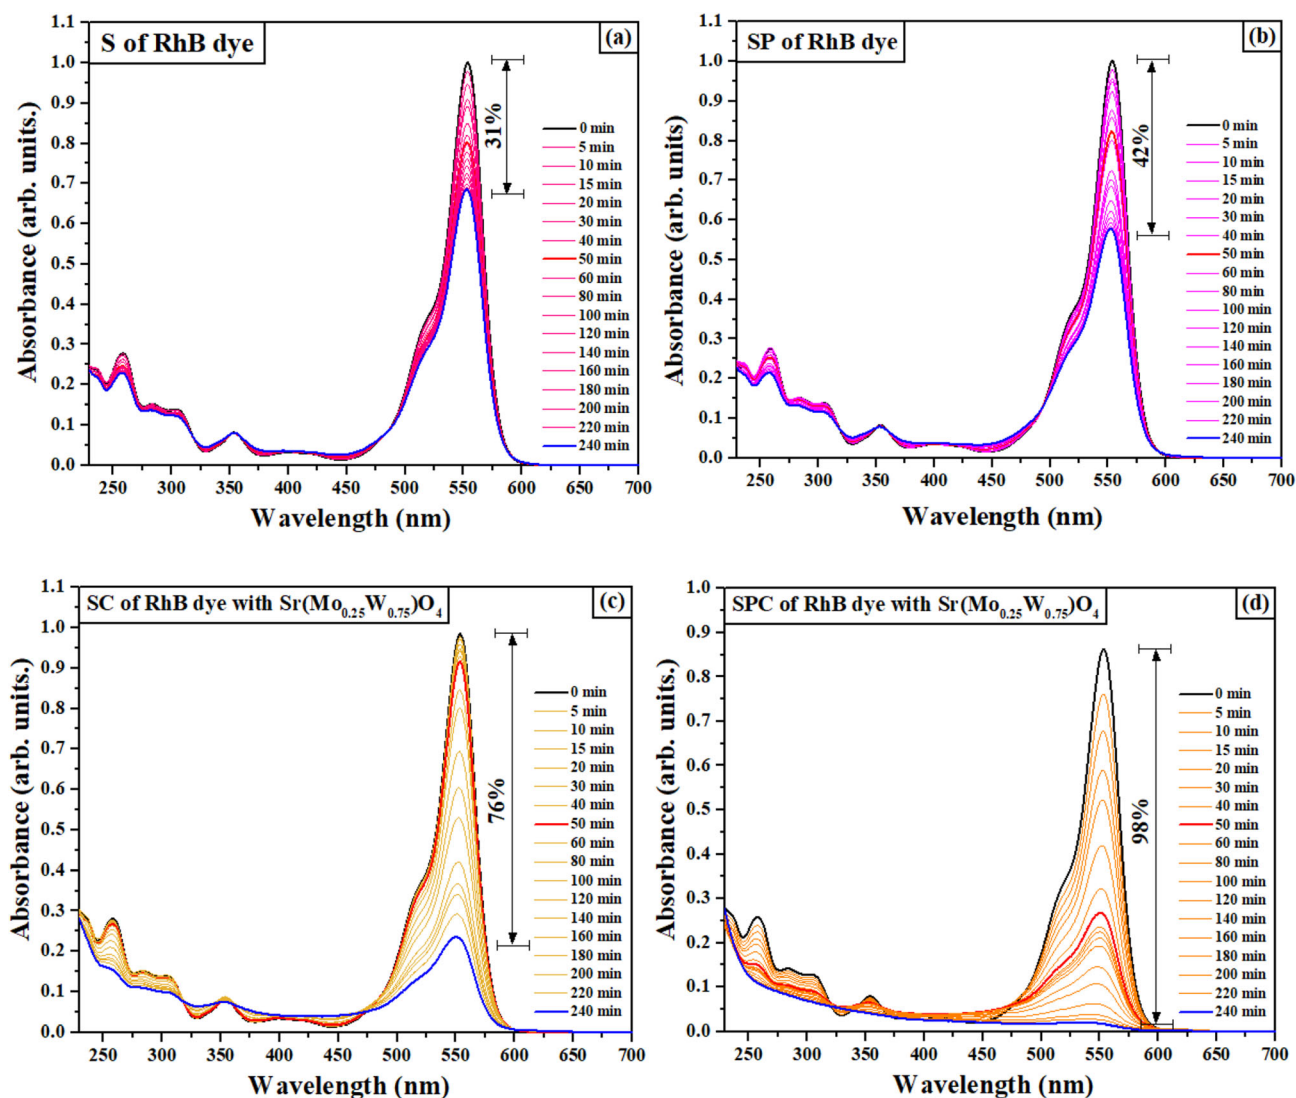 S of RhB dye
(a)
1.1
1.0
0.9
0.8
0.7
0.6
0.5
0.4
0.3
0.2
0.1
0.0
Absorbance (arb. units.)
31%
0 min
5 min
10 min
15 min
20 min
30 min
40 min
50 min
60 min
80 min
100 min
120 min
140 min
160 min
180 min
200 min
220 min
240 min
250 300 350 400 450 500 550 600 650 700
Wavelength (nm)
SP of RhB dye
(b)
1.1
1.0
0.9
0.8
0.7
0.6
0.5
0.4
0.3
0.2
0.1
0.0
Absorbance (arb. units)
42%
0 min
5 min
10 min
15 min
20 min
30 min
40 min
50 min
60 min
80 min
100 min
120 min
140 min
160 min
180 min
200 min
220 min
240 min
250 300 350 400 450 500 550 600 650 700
Wavelength (nm)
SC of RhB dye with Sr(Mo0.25W0.75)O4
(c)
1.1
1.0
0.9
0.8
0.7
0.6
0.5
0.4
0.3
0.2
0.1
0.0
Absorbance (arb. units.)
76%
0 min
5 min
10 min
15 min
20 min
30 min
40 min
50 min
60 min
80 min
100 min
120 min
140 min
160 min
180 min
200 min
220 min
240 min
250 300 350 400 450 500 550 600 650 700
Wavelength (nm)
SPC of RhB dye with Sr(Mo0.25W0.75)O4
(d)
1.0
0.9
0.8
0.7
0.6
0.5
0.4
0.3
0.2
0.1
0.0
Absorbance (arb. units.)
98%
0 min
5 min
10 min
15 min
20 min
30 min
40 min
50 min
60 min
80 min
100 min
120 min
140 min
160 min
180 min
200 min
220 min
240 min
250 300 350 400 450 500 550 600 650 700
Wavelength (nm)